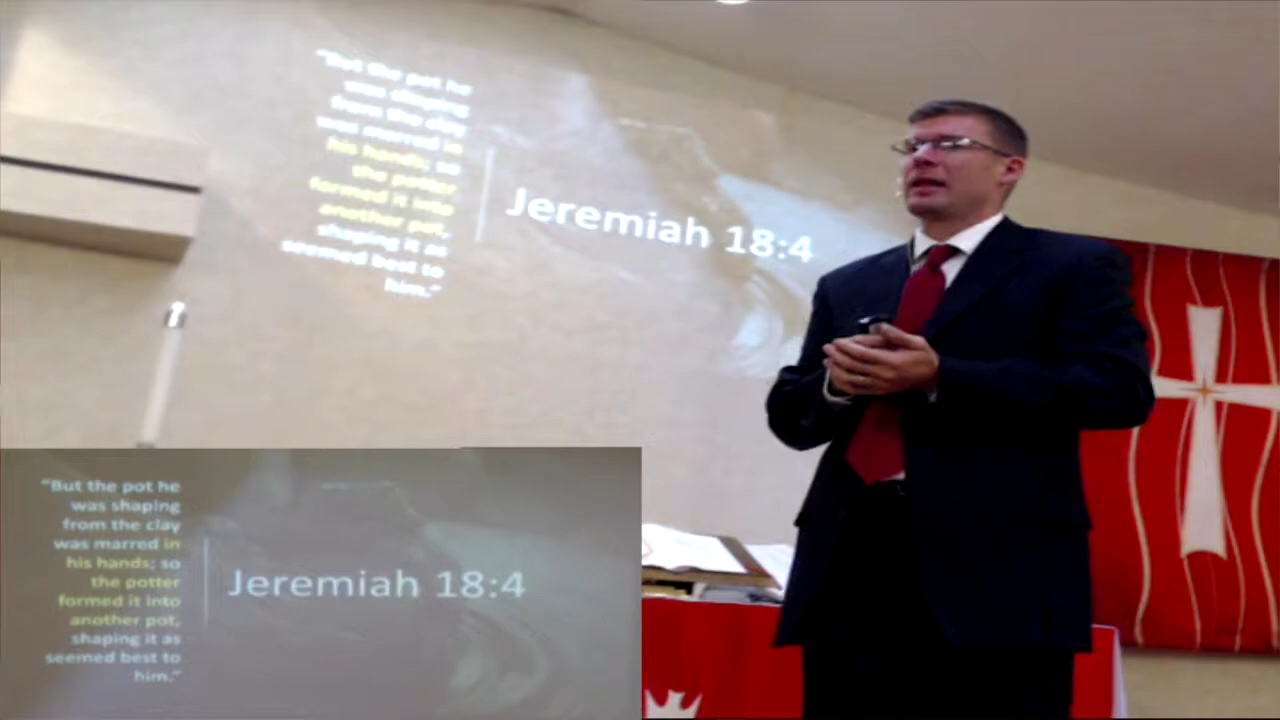 "But the pot he
was shaping
from the clay
was marred in
his hands; so
the potter
formed it into
another pot,
shaping it as
seemed best to
him."
Jeremiah 18:4
"But the pot he
was shaping
from the clay
was marred in
his hands; so
the potter
formed it into
another pot,
shaping it as
seemed best to
him."
Jeremiah 18:4